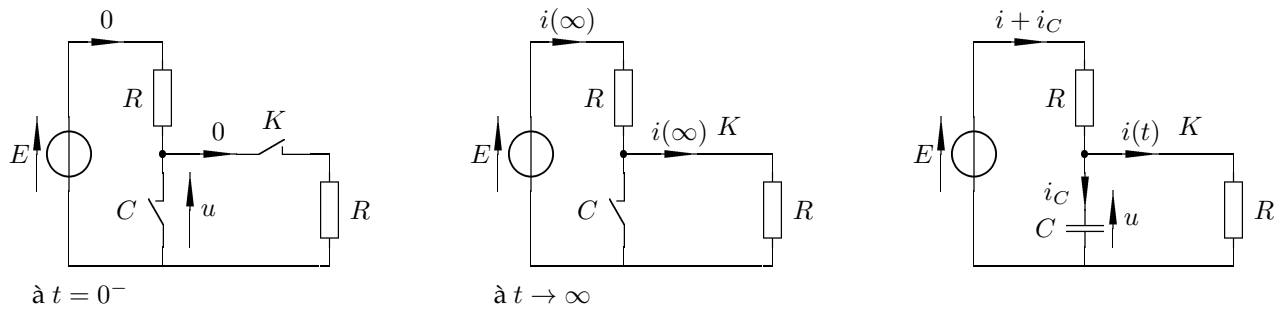 0 i(∞) i + i_C
R R R
0 K i(∞) K i(t) K
E E E
C u R C R i_C C u R
à t = 0⁻ à t → ∞